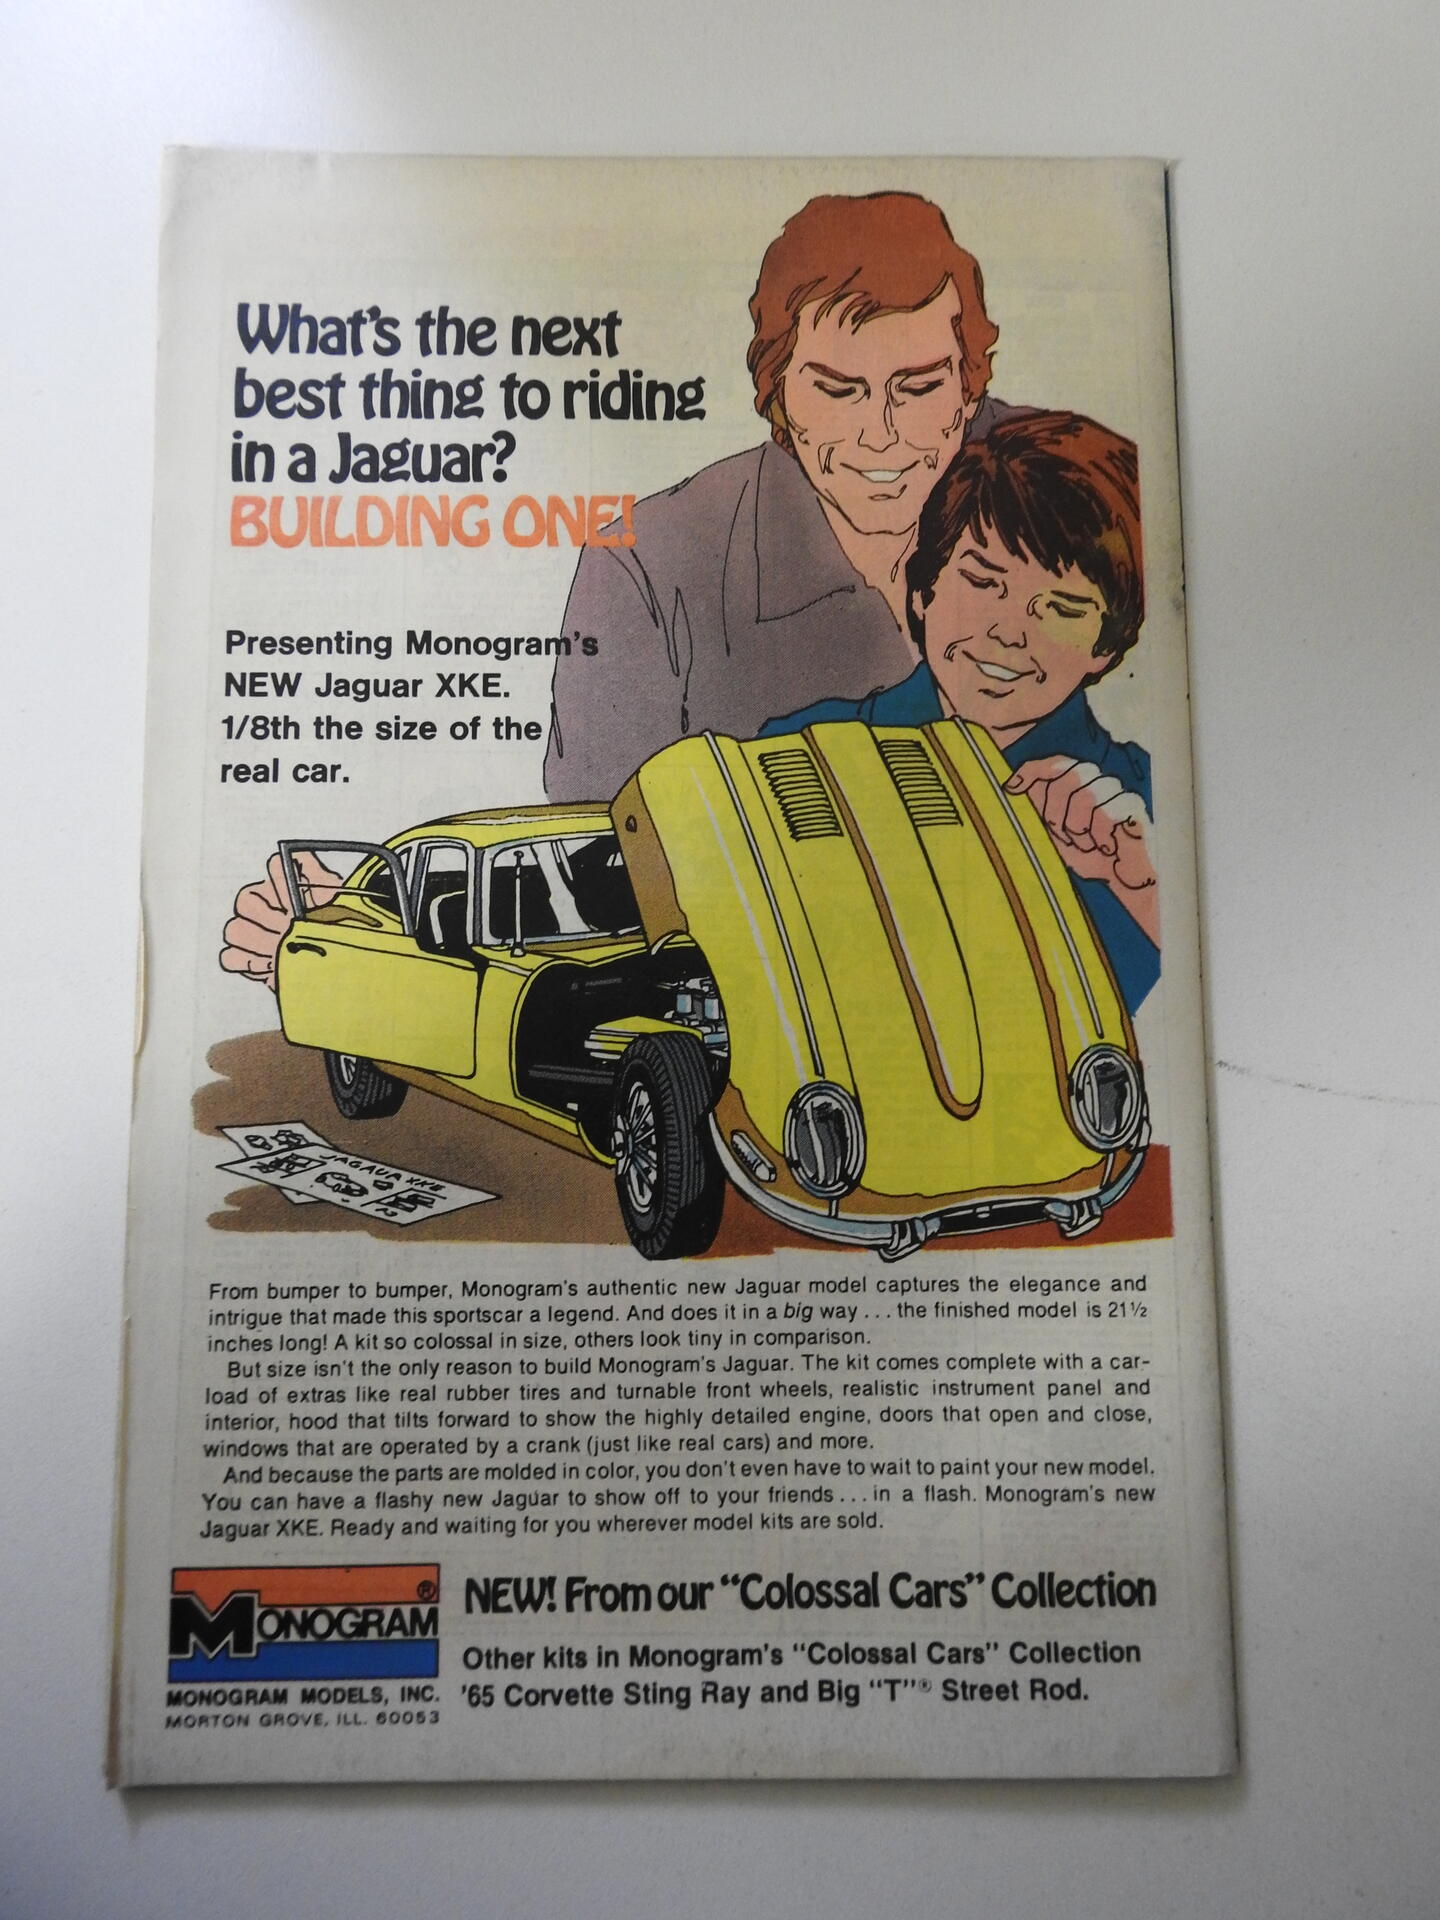 What's the next
best thing to riding
in a Jaguar?
BUILDING ONE!
Presenting Monogram's
NEW Jaguar XKE.
1/8th the size of the
real car.
JAGAUR XKE
From bumper to bumper, Monogram's authentic new Jaguar model captures the elegance and
intrigue that made this sportscar a legend. And does it in a big way...the finished model is 21½
inches long! A kit so colossal in size, others look tiny in comparison.
But size isn't the only reason to build Monogram's Jaguar. The kit comes complete with a car-
load of extras like real rubber tires and turnable front wheels, realistic instrument panel and
interior, hood that tilts forward to show the highly detailed engine, doors that open and close,
windows that are operated by a crank (just like real cars) and more.
And because the parts are molded in color, you don't even have to wait to paint your new model.
You can have a flashy new Jaguar to show off to your friends...in a flash. Monogram's new
Jaguar XKE. Ready and waiting for you wherever model kits are sold.
MONOGRAM®
MONOGRAM MODELS, INC.
MORTON GROVE, ILL. 60053
NEW! From our "Colossal Cars" Collection
Other kits in Monogram's "Colossal Cars" Collection
'65 Corvette Sting Ray and Big "T"® Street Rod.